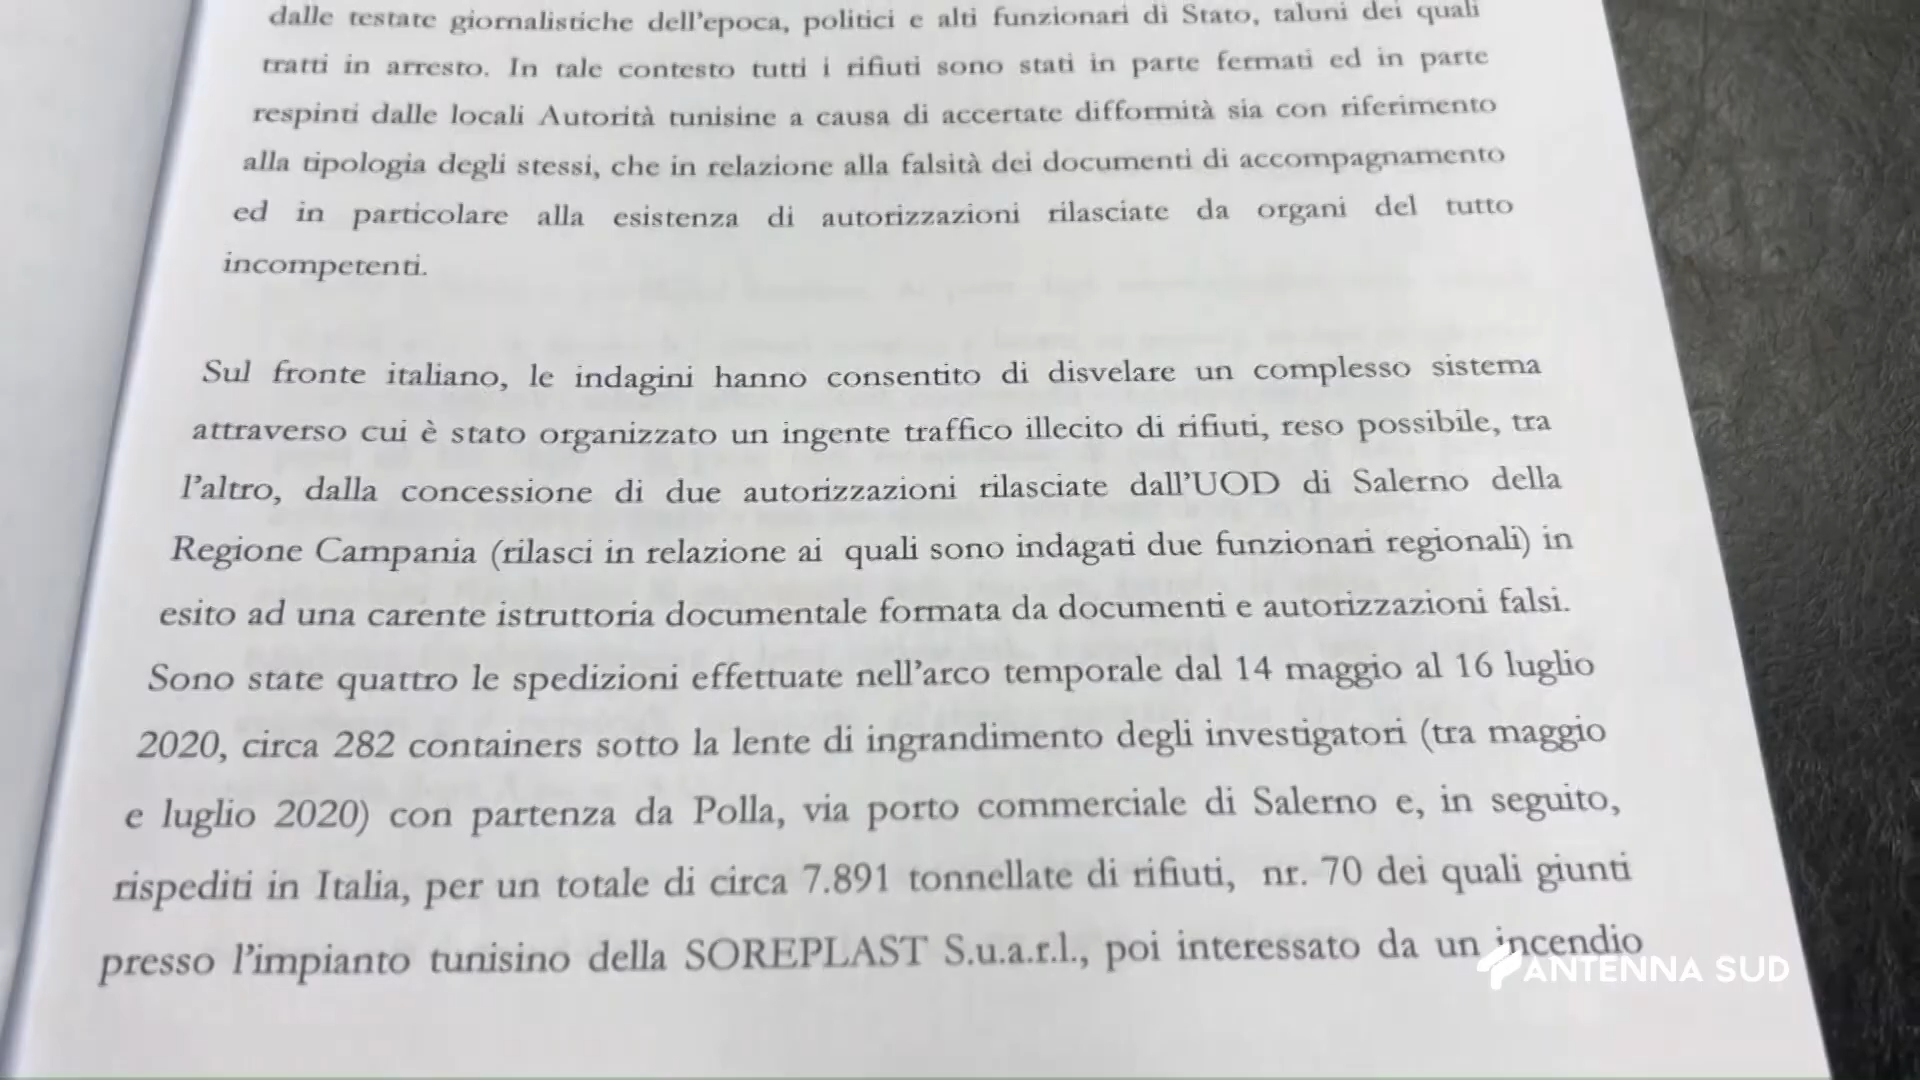 dalle testate giornalistiche dell'epoca, politici e alti funzionari di Stato, taluni dei quali
tratti in arresto. In tale contesto tutti i rifiuti sono stati in parte fermati ed in parte
respinti dalle locali Autorità tunisine a causa di accertate difformità sia con riferimento
alla tipologia degli stessi, che in relazione alla falsità dei documenti di accompagnamento
ed in particolare alla esistenza di autorizzazioni rilasciate da organi del tutto
incompetenti.
Sul fronte italiano, le indagini hanno consentito di disvelare un complesso sistema
attraverso cui è stato organizzato un ingente traffico illecito di rifiuti, reso possibile, tra
l'altro, dalla concessione di due autorizzazioni rilasciate dall'UOD di Salerno della
Regione Campania (rilasci in relazione ai quali sono indagati due funzionari regionali) in
esito ad una carente istruttoria documentale formata da documenti e autorizzazioni falsi.
Sono state quattro le spedizioni effettuate nell'arco temporale dal 14 maggio al 16 luglio
2020, circa 282 containers sotto la lente di ingrandimento degli investigatori (tra maggio
e luglio 2020) con partenza da Polla, via porto commerciale di Salerno e, in seguito,
rispediti in Italia, per un totale di circa 7.891 tonnellate di rifiuti, nr. 70 dei quali giunti
presso l'impianto tunisino della SOREPLAST S.u.a.r.l., poi interessato da un incendio
ANTENNA SUD